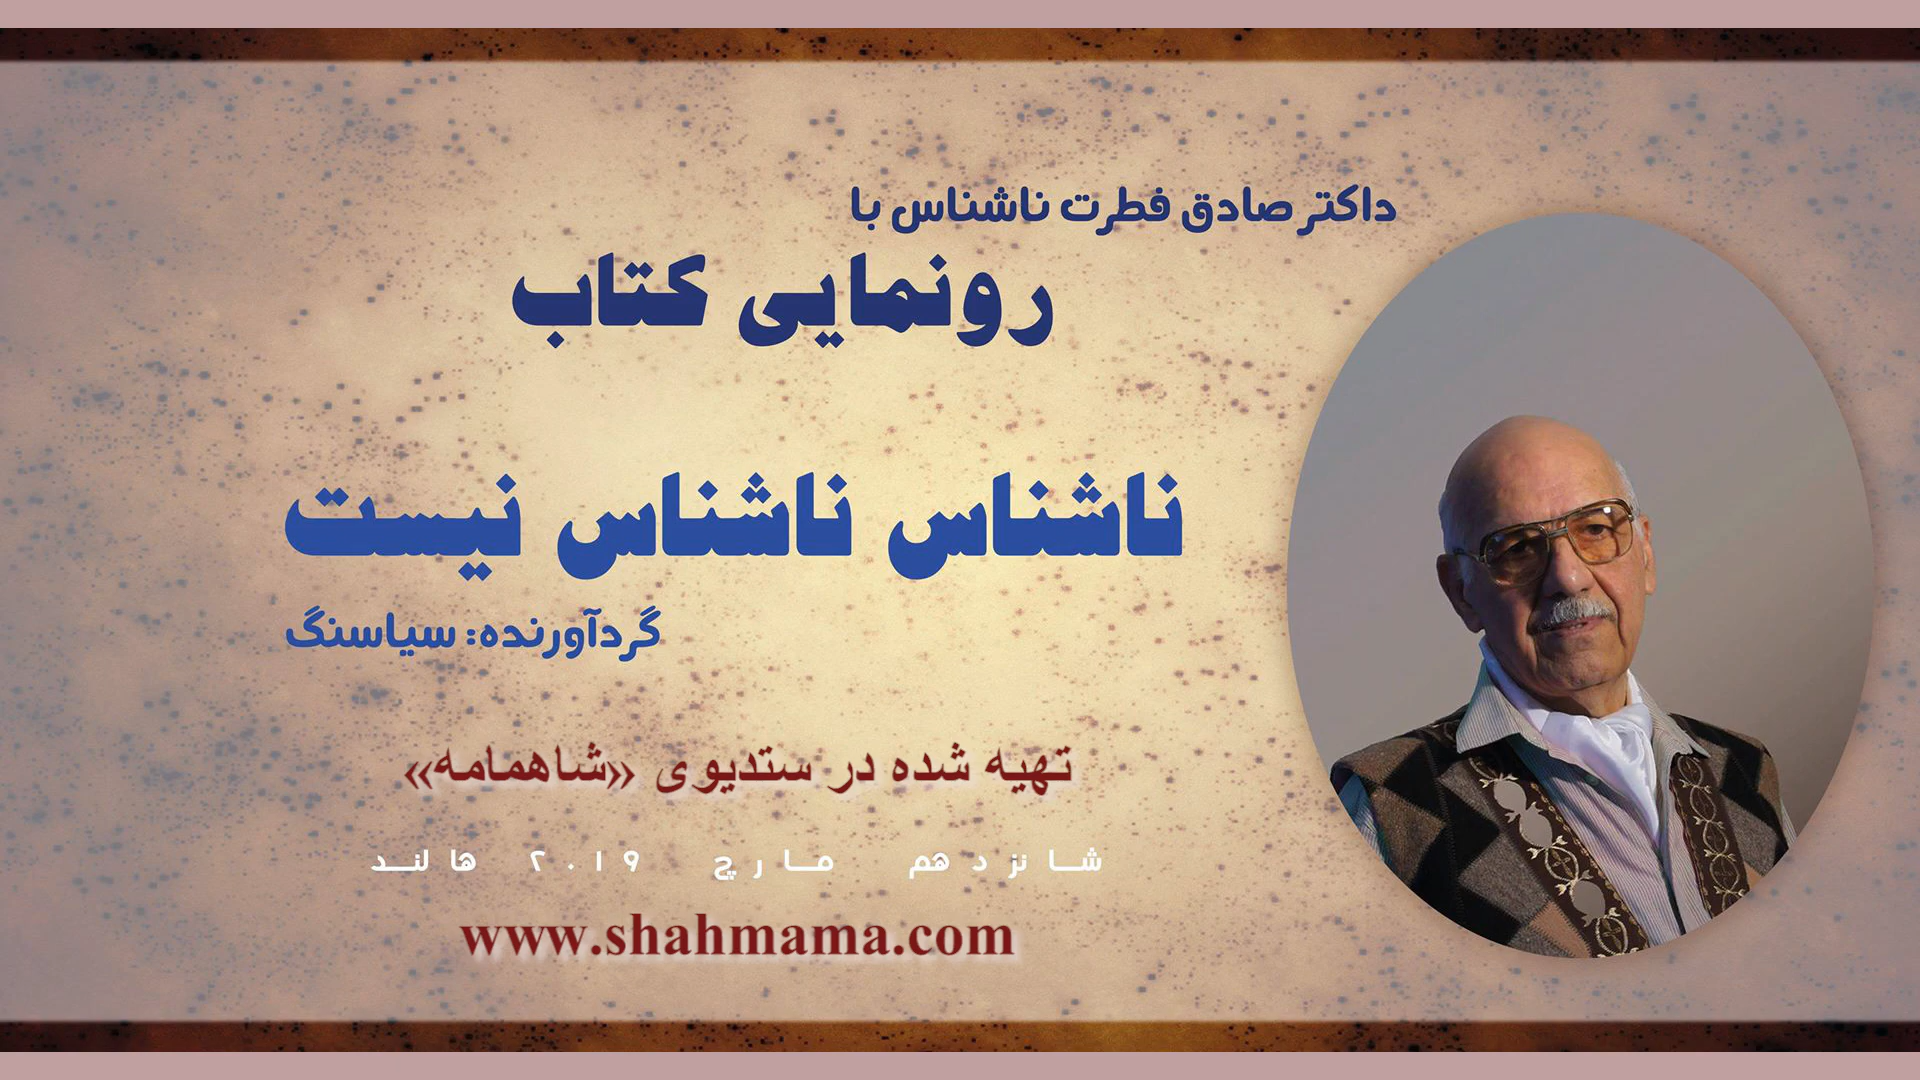 داکتر صادق فطرت ناشناس با
رونمایی کتاب
ناشناس ناشناس نیست
گردآورنده: سیاسنگ
تهیه شده در ستدیوی «شاهمامه»
شانزدهم مارچ ۲۰۱۹ هالند
www.shahmama.com